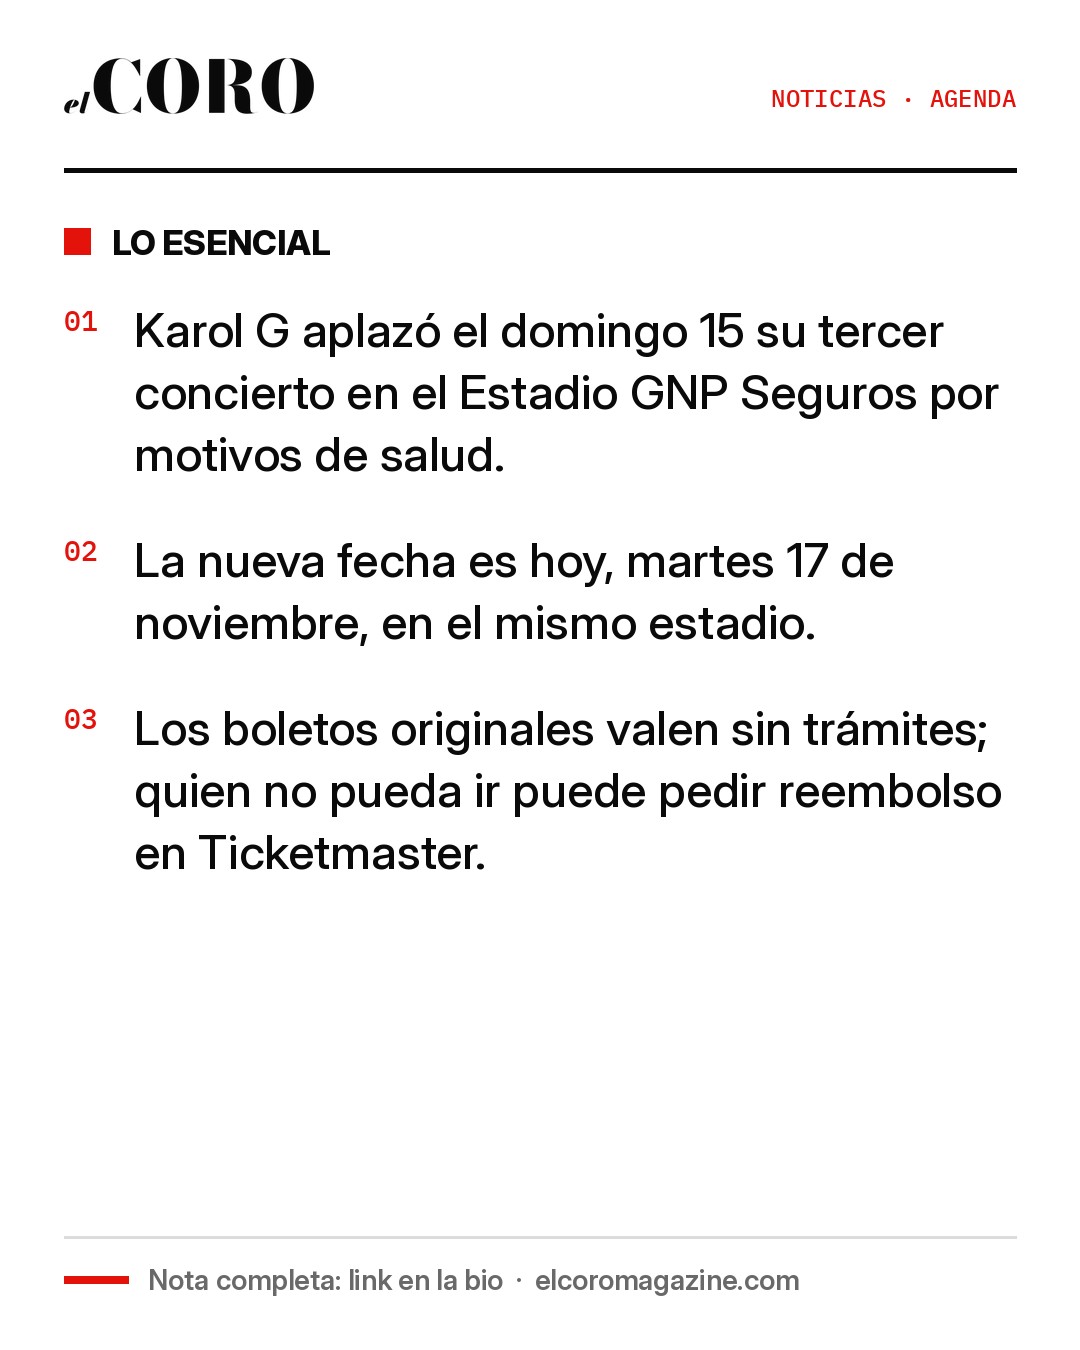 el CORO
NOTICIAS · AGENDA
LO ESENCIAL
01 Karol G aplazó el domingo 15 su tercer
concierto en el Estadio GNP Seguros por
motivos de salud.
02 La nueva fecha es hoy, martes 17 de
noviembre, en el mismo estadio.
03 Los boletos originales valen sin trámites;
quien no pueda ir puede pedir reembolso
en Ticketmaster.
Nota completa: link en la bio · elcoromagazine.com